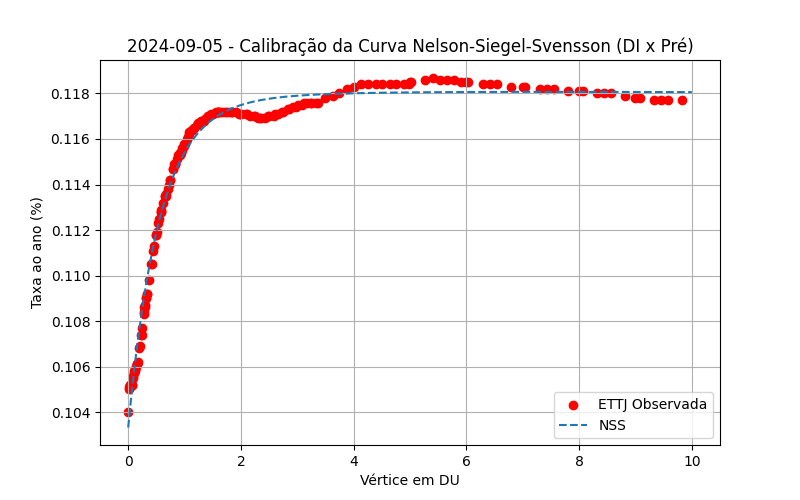 2024-09-05 - Calibração da Curva Nelson-Siegel-Svensson (DI x Pré)
Taxa ao ano (%)
0.118
0.116
0.114
0.112
0.110
0.108
0.106
0.104
ETTJ Observada
NSS
0 2 4 6 8 10
Vértice em DU